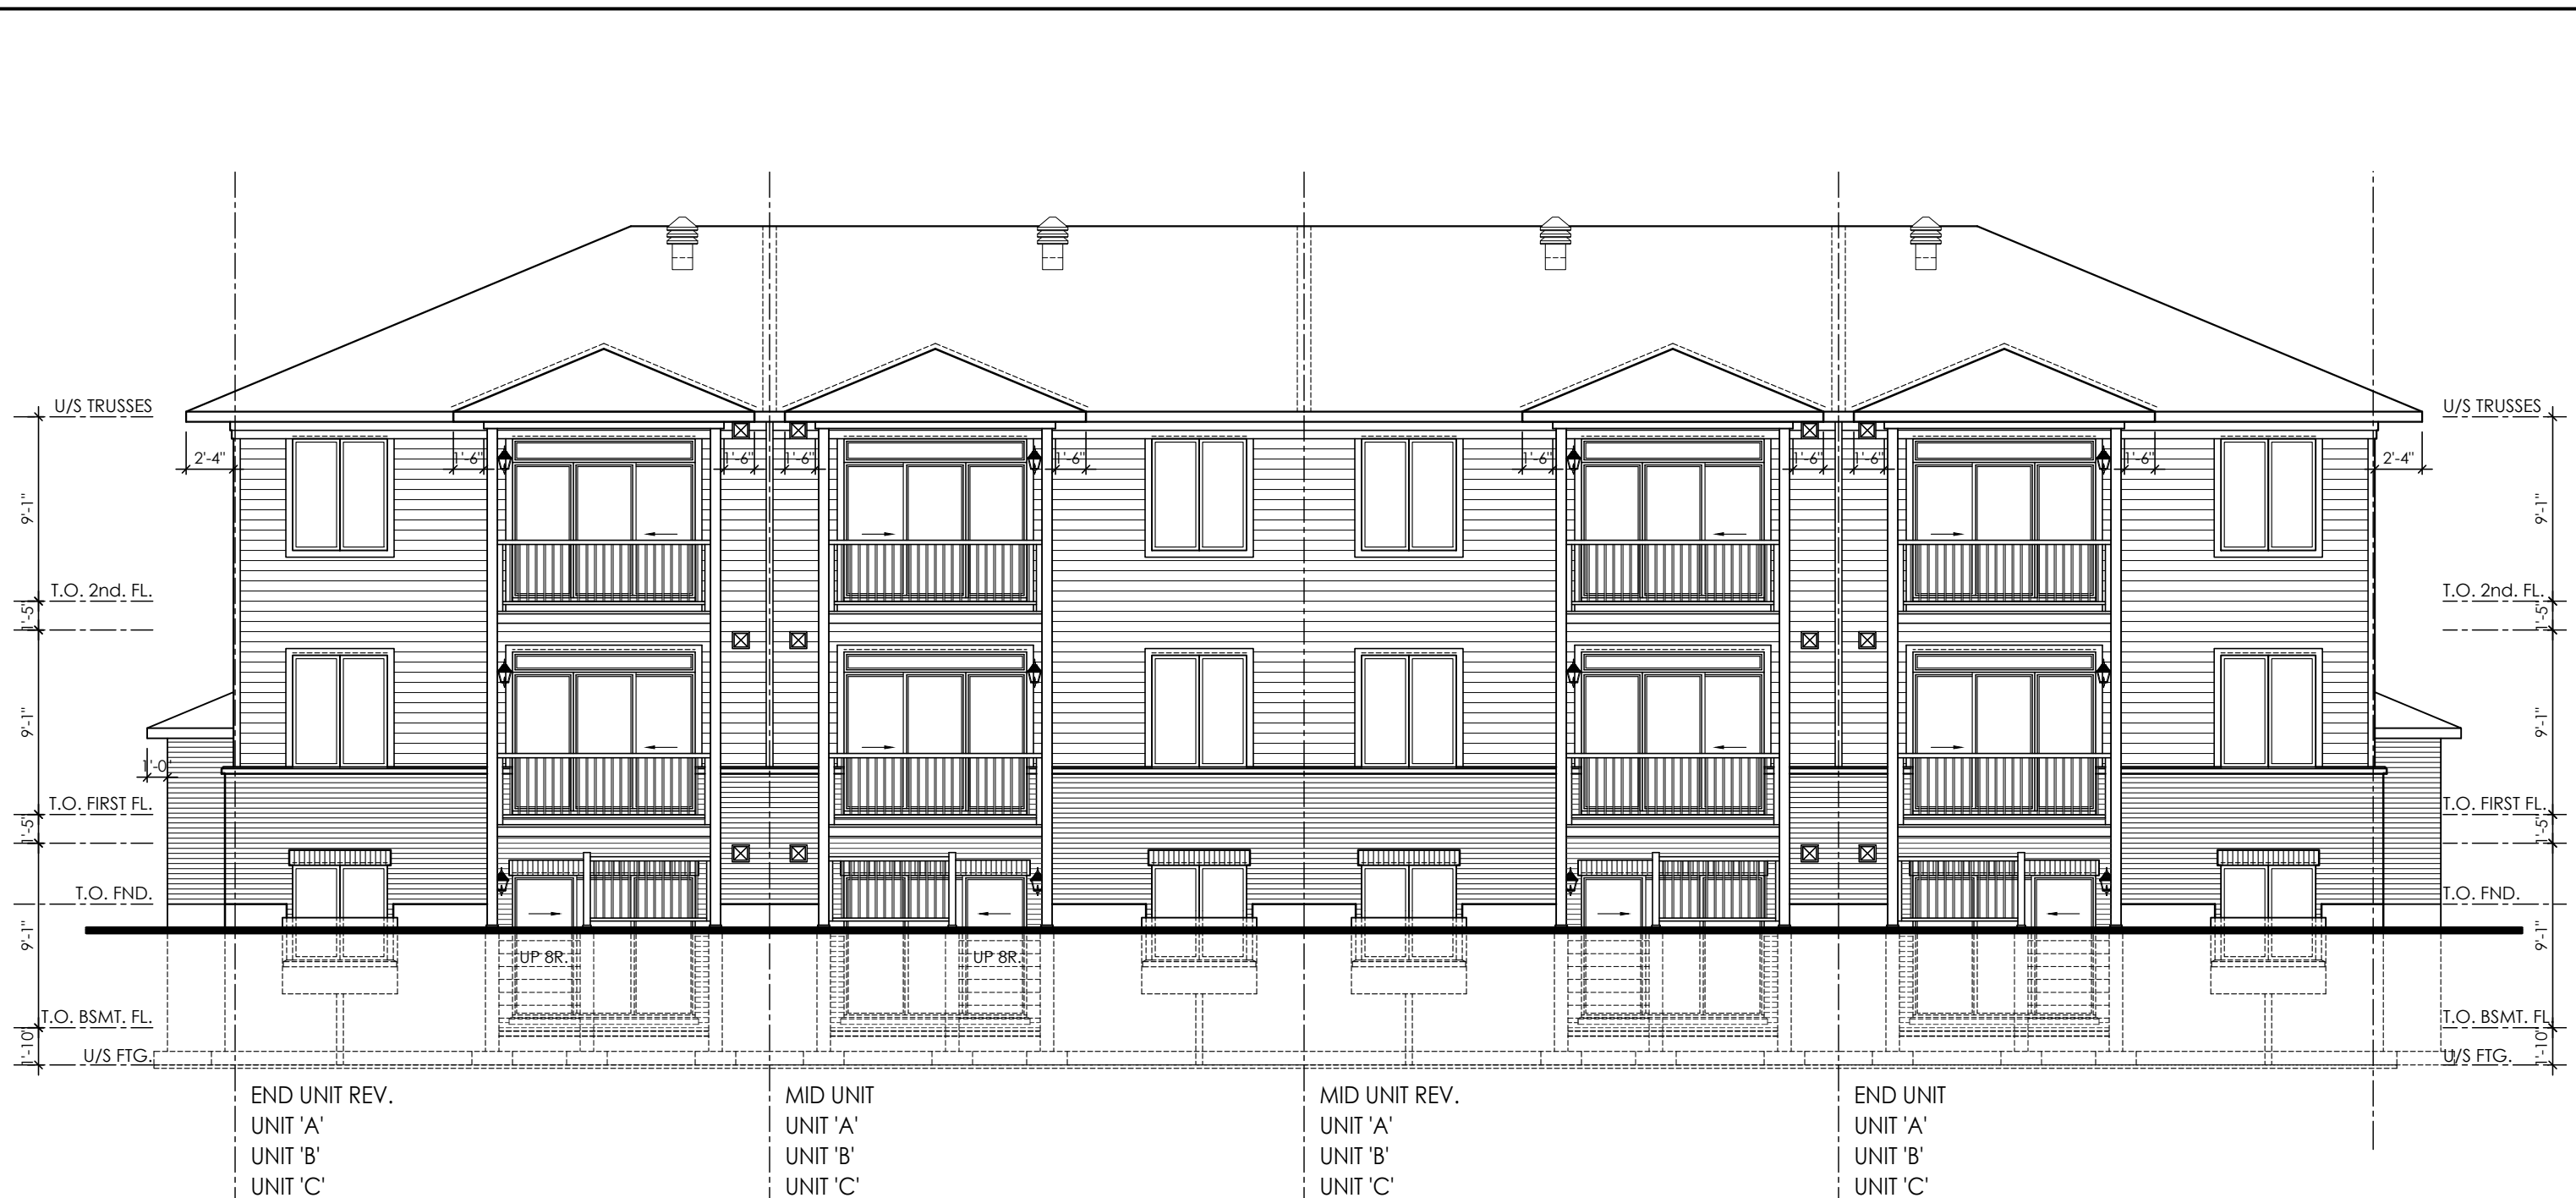 U/S TRUSSES
U/S TRUSSES
2'-4"
1'-6"
1'-6"
1'-6"
1'-6"
1'-6"
1'-6"
1'-6"
1'-6"
2'-4"
9'-1"
9'-1"
T.O. 2nd. FL.
T.O. 2nd. FL.
1'-5"
1'-5"
9'-1"
9'-1"
1'-0"
T.O. FIRST FL.
T.O. FIRST FL.
1'-5"
1'-5"
T.O. FND.
T.O. FND.
9'-1"
9'-1"
UP 8R.
UP 8R.
T.O. BSMT. FL.
T.O. BSMT. FL
1'-10"
1'-10"
U/S FTG.
U/S FTG.
END UNIT REV.
UNIT 'A'
UNIT 'B'
UNIT 'C'
MID UNIT
UNIT 'A'
UNIT 'B'
UNIT 'C'
MID UNIT REV.
UNIT 'A'
UNIT 'B'
UNIT 'C'
END UNIT
UNIT 'A'
UNIT 'B'
UNIT 'C'